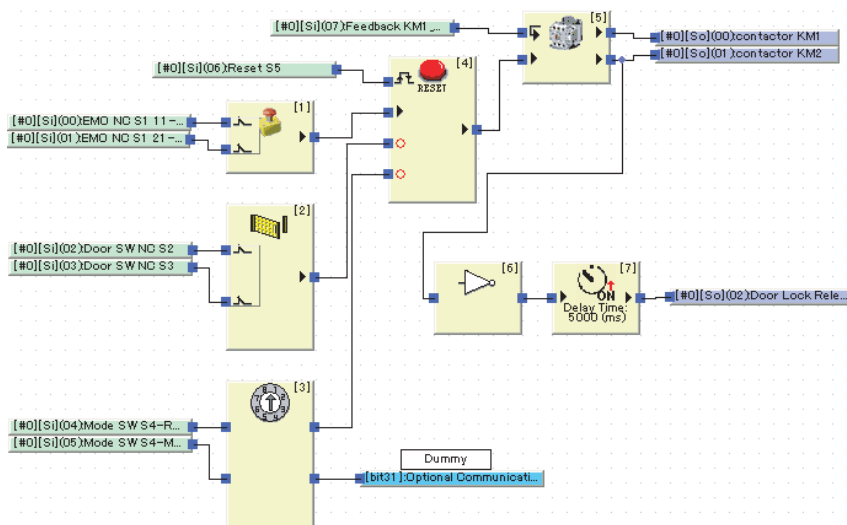 [#0][Si](07):Feedback KM1_...
[5]
[#0][So](00):contactor KM1
[#0][So](01):contactor KM2
[#0][Si](06):Reset S5
[4]
RESET
[1]
[#0][Si](00):EMO NC S1 11-...
[#0][Si](01):EMO NC S1 21-...
[2]
[#0][Si](02):Door SW NC S2
[#0][Si](03):Door SW NC S3
[6]
[7]
ON
Delay Time:
5000 (ms)
[#0][So](02):Door Lock Rele...
[3]
[#0][Si](04):Mode SW S4-R...
[#0][Si](05):Mode SW S4-M...
Dummy
[bit31]:Optional Communicati...